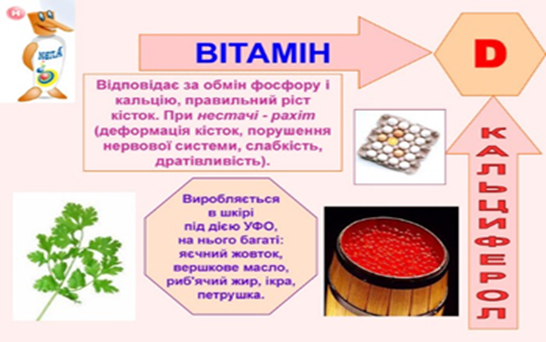 Н
ВІТАМІН
D
Відповідає за обмін фосфору і
кальцію, правильний ріст
кісток. При нестачі - рахіт
(деформація кісток, порушення
нервової системи, слабкість,
дратівливість).
КАЛЬЦИФЕРОЛ
Виробляється
в шкірі
під дією УФО,
на нього багаті:
яєчний жовток,
вершкове масло,
риб'ячий жир, ікра,
петрушка.